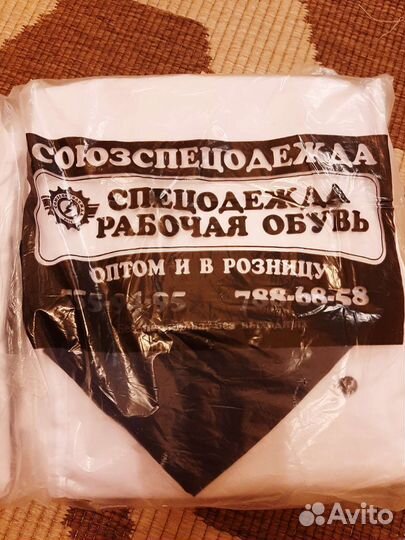 СОЮЗСПЕЦОДЕЖДА
СПЕЦОДЕЖДА
РАБОЧАЯ ОБУВЬ
ОПТОМ И В РОЗНИЦУ
788-68-58
Avito